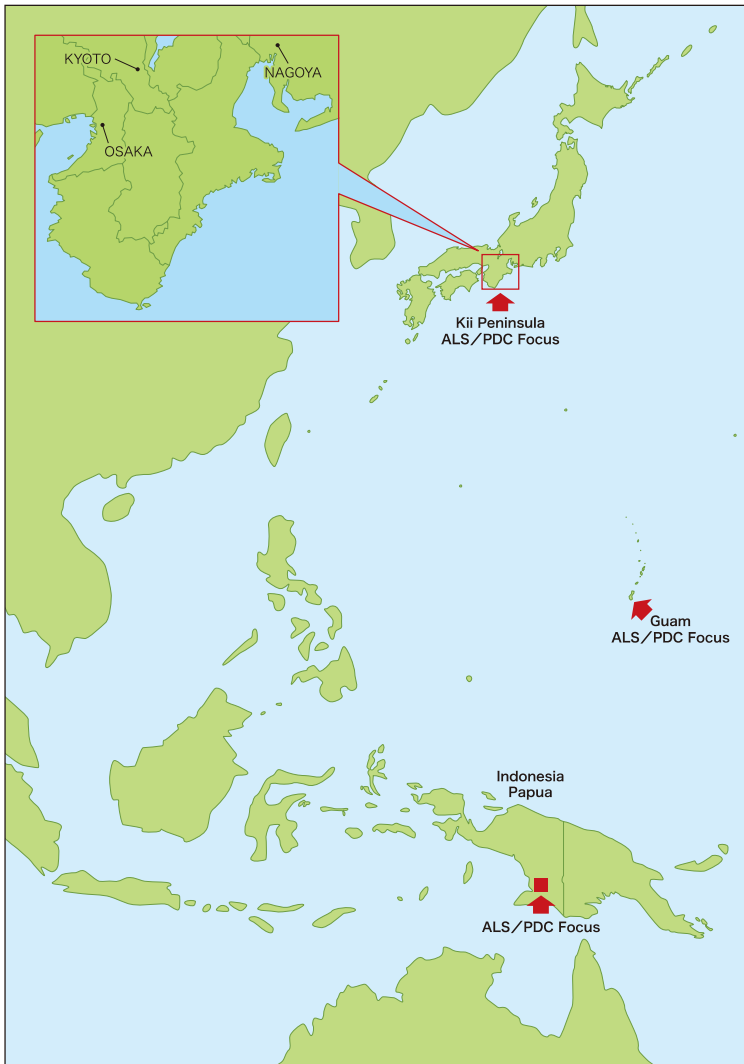 KYOTO
NAGOYA
OSAKA
Kii Peninsula
ALS／PDC Focus
Guam
ALS／PDC Focus
Indonesia
Papua
ALS／PDC Focus